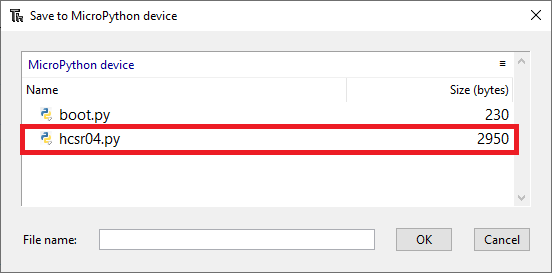 Save to MicroPython device
MicroPython device
Name Size (bytes)
boot.py 230
hcsr04.py 2950
File name: OK Cancel